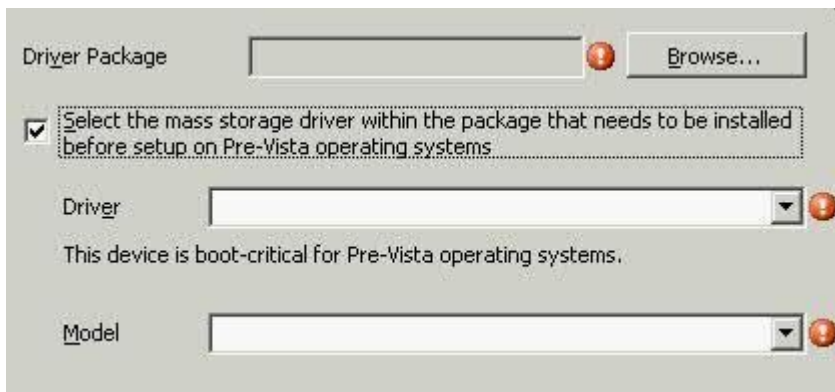 Driver Package
Browse...
Select the mass storage driver within the package that needs to be installed
before setup on Pre-Vista operating systems
Driver
This device is boot-critical for Pre-Vista operating systems.
Model